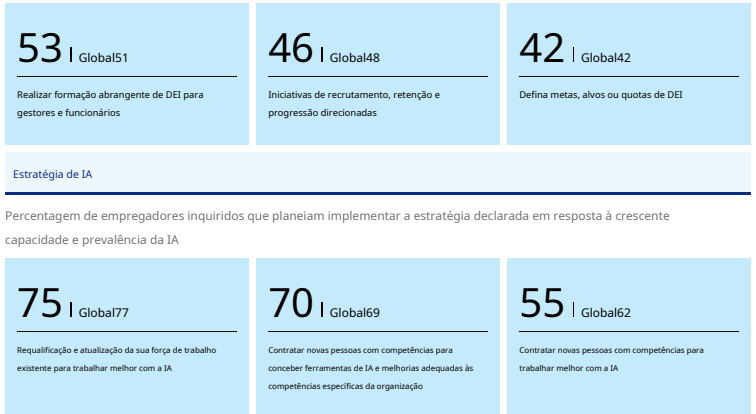 53 | Global51
Realizar formação abrangente de DEI para
gestores e funcionários
46 | Global48
Iniciativas de recrutamento, retenção e
progressão direcionadas
42 | Global42
Defina metas, alvos ou quotas de DEI
Estratégia de IA
Percentagem de empregadores inquiridos que planeiam implementar a estratégia declarada em resposta à crescente
capacidade e prevalência da IA
75 | Global77
Requalificação e atualização da sua força de trabalho
existente para trabalhar melhor com a IA
70 | Global69
Contratar novas pessoas com competências para
conceber ferramentas de IA e melhorias adequadas às
competências específicas da organização
55 | Global62
Contratar novas pessoas com competências para
trabalhar melhor com a IA